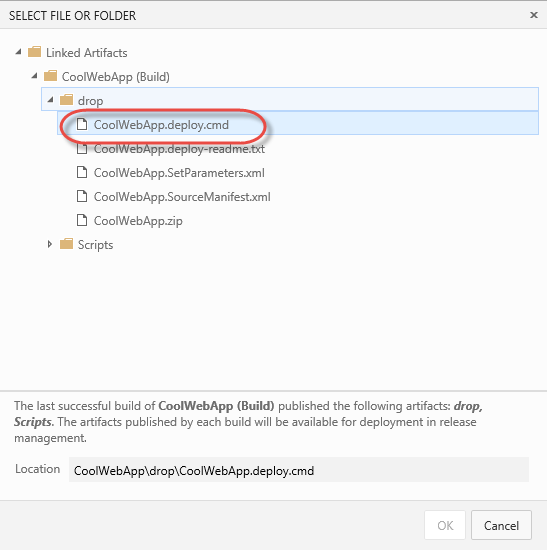 SELECT FILE OR FOLDER
Linked Artifacts
CoolWebApp (Build)
drop
CoolWebApp.deploy.cmd
CoolWebApp.deploy-readme.txt
CoolWebApp.SetParameters.xml
CoolWebApp.SourceManifest.xml
CoolWebApp.zip
Scripts
The last successful build of CoolWebApp (Build) published the following artifacts: drop,
Scripts. The artifacts published by each build will be available for deployment in release
management.
Location CoolWebApp\drop\CoolWebApp.deploy.cmd
OK Cancel